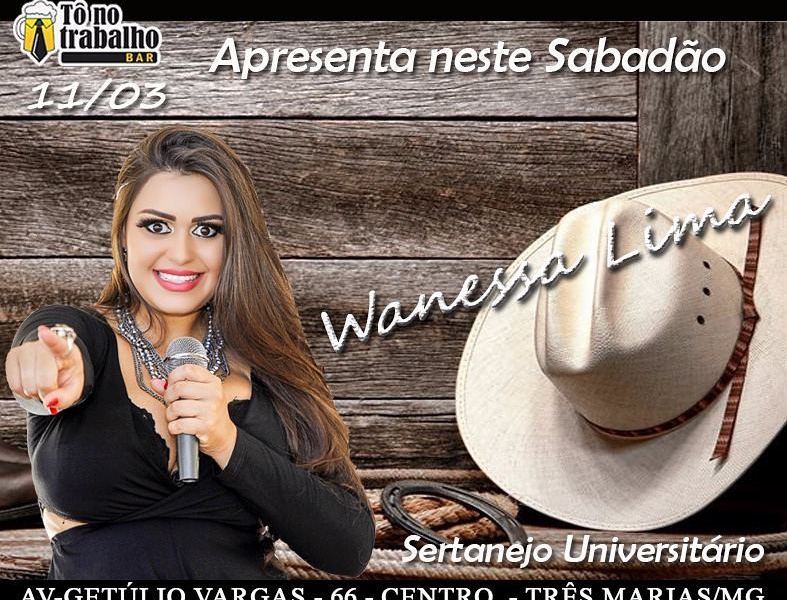 Tô no
trabalho
BAR
Apresenta neste Sabadão
11/03
Wanessa Lima
Sertanejo Universitário
AV-GETÚLIO VARGAS - 66 - CENTRO - TRÊS MARIAS/MG